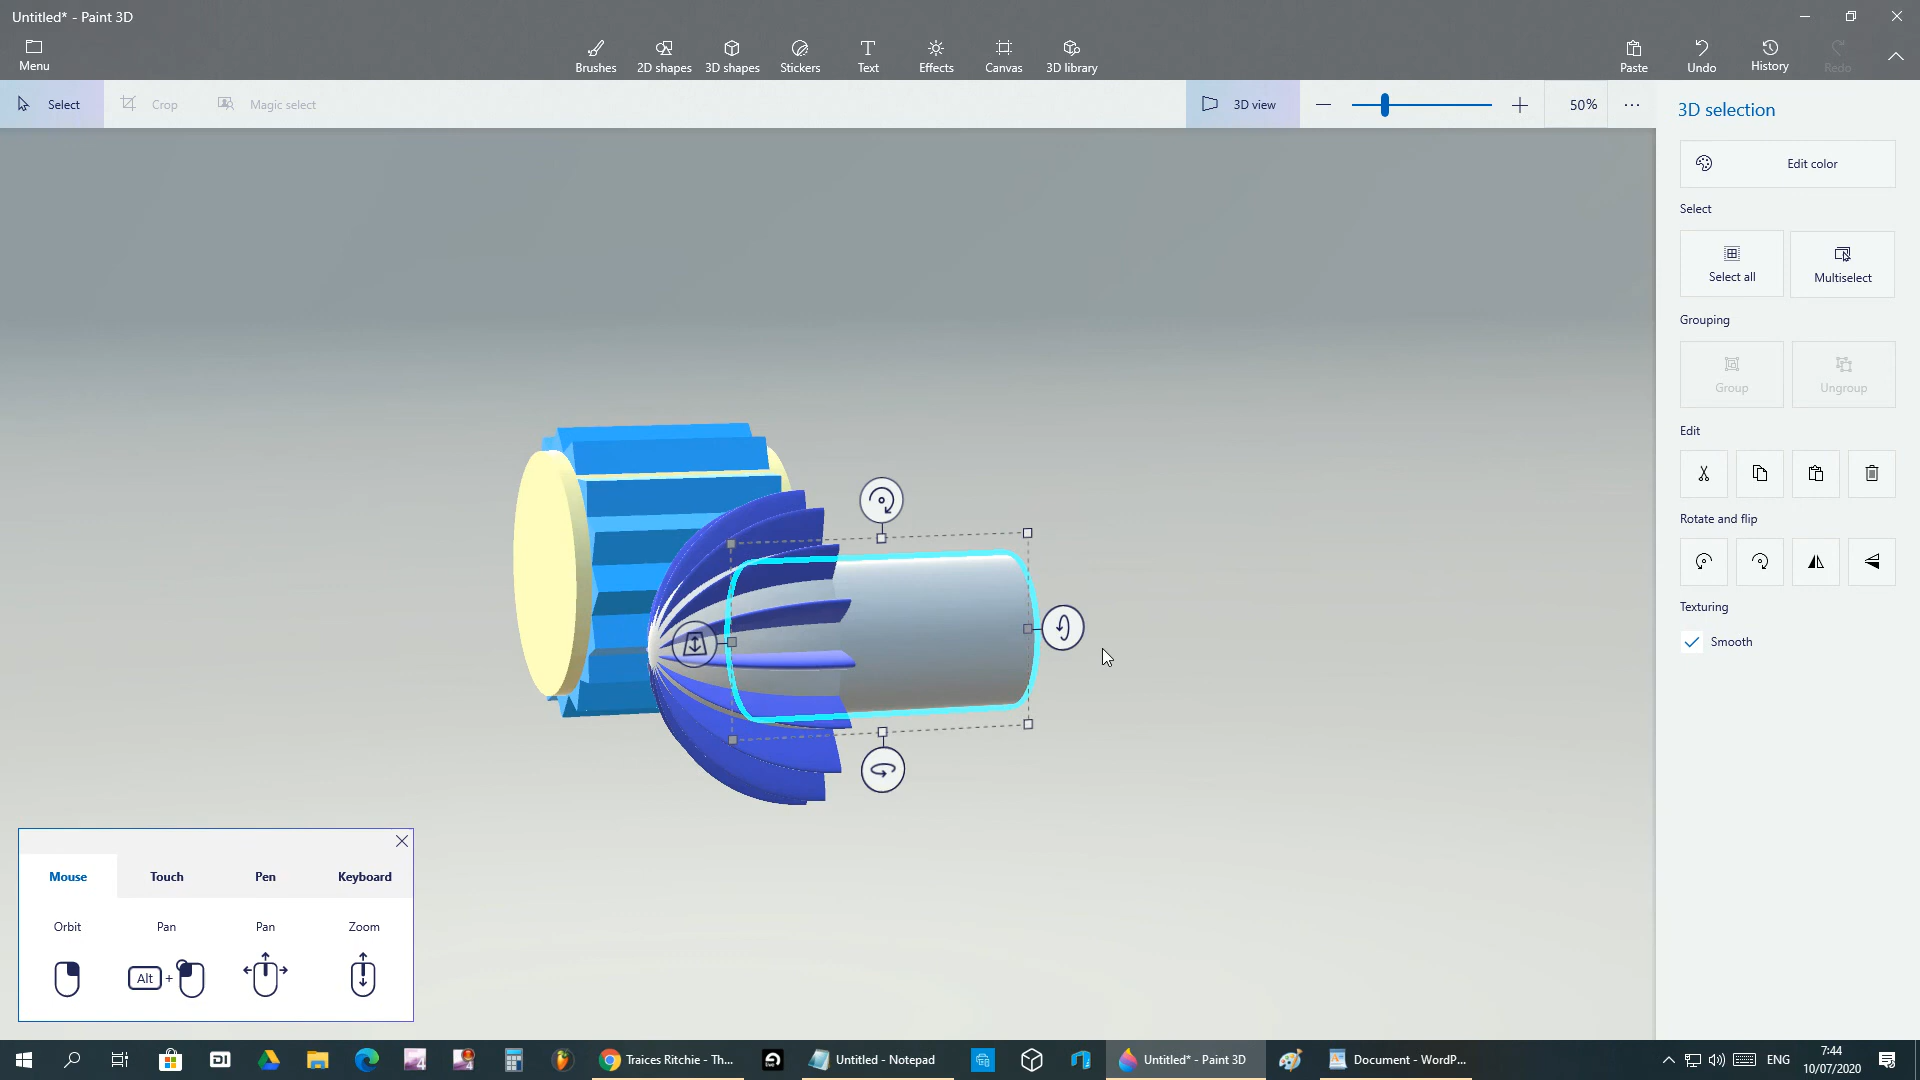 Untitled* - Paint 3D
Menu
Brushes
2D shapes
3D shapes
Stickers
Text
Effects
Canvas
3D library
Paste
Undo
History
Redo
Select
Crop
Magic select
3D view
50%
3D selection
Edit color
Select
Select all
Multiselect
Grouping
Group
Ungroup
Edit
Rotate and flip
Texturing
Smooth
Mouse
Touch
Pen
Keyboard
Orbit
Pan
Pan
Zoom
Alt
+
DI
4
4
Traices Ritchie - Th...
Untitled - Notepad
Untitled* - Paint 3D
Document - WordP...
ENG
7:44
10/07/2020